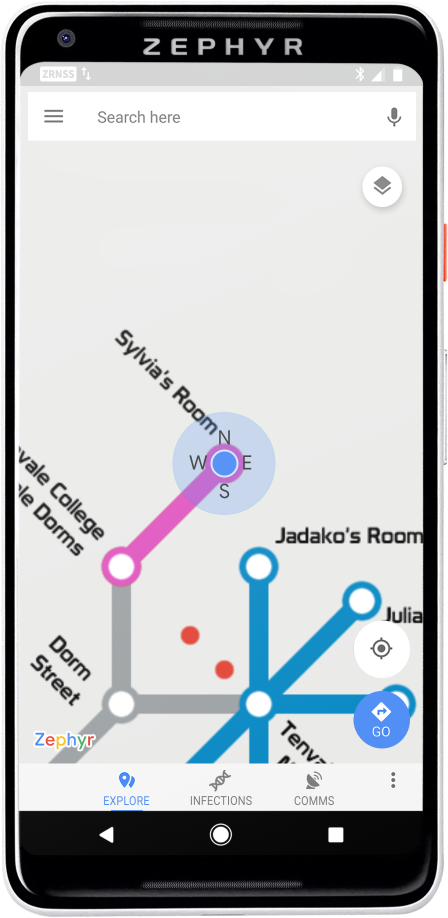 ZEPHYR
ZRNSS
Search here
Sylvia's Room
N
W E
S
vale College
le Dorms
Jadako's Room
Julia
Dorm
Street
Tenva
Zephyr
GO
EXPLORE
INFECTIONS
COMMS